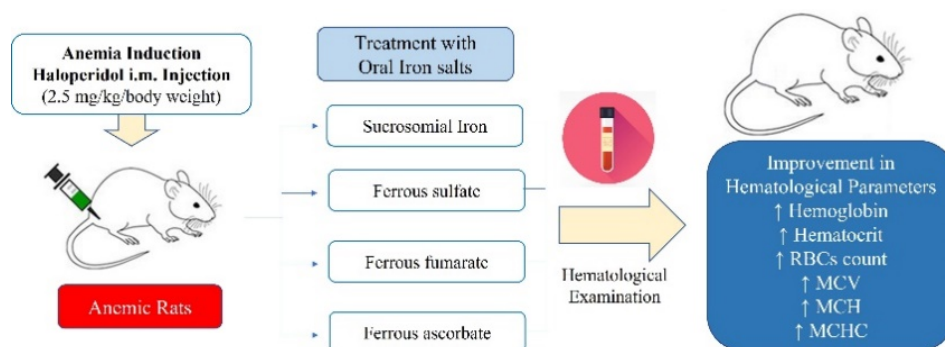 Anemia Induction
Haloperidol i.m. Injection
(2.5 mg/kg/body weight)
Anemic Rats
Treatment with
Oral Iron salts
Sucrosomial Iron
Ferrous sulfate
Ferrous fumarate
Ferrous ascorbate
Hematological
Examination
Improvement in
Hematological Parameters
↑ Hemoglobin
↑ Hematocrit
↑ RBCs count
↑ MCV
↑ MCH
↑ MCHC